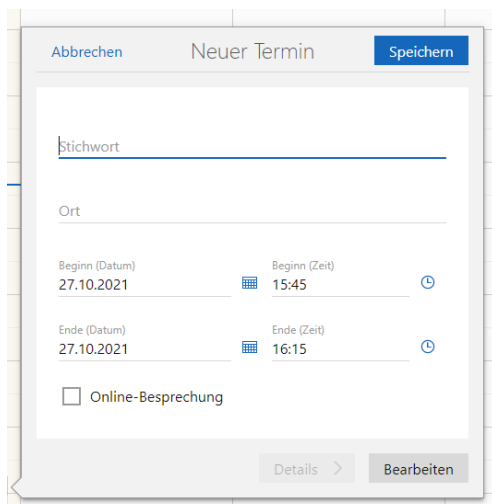 Abbrechen Neuer Termin Speichern
Stichwort
Ort
Beginn (Datum) Beginn (Zeit)
27.10.2021 15:45
Ende (Datum) Ende (Zeit)
27.10.2021 16:15
Online-Besprechung
Details Bearbeiten